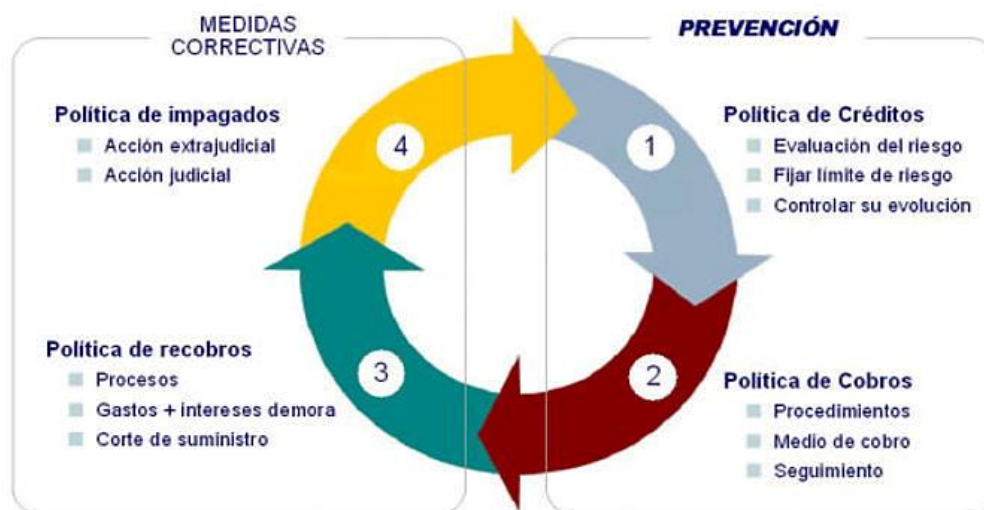 MEDIDAS
CORRECTIVAS
PREVENCIÓN
Política de impagados
Acción extrajudicial
Acción judicial
4
1
Política de Créditos
Evaluación del riesgo
Fijar límite de riesgo
Controlar su evolución
Política de recobros
Procesos
Gastos + intereses demora
Corte de suministro
3
2
Política de Cobros
Procedimientos
Medio de cobro
Seguimiento